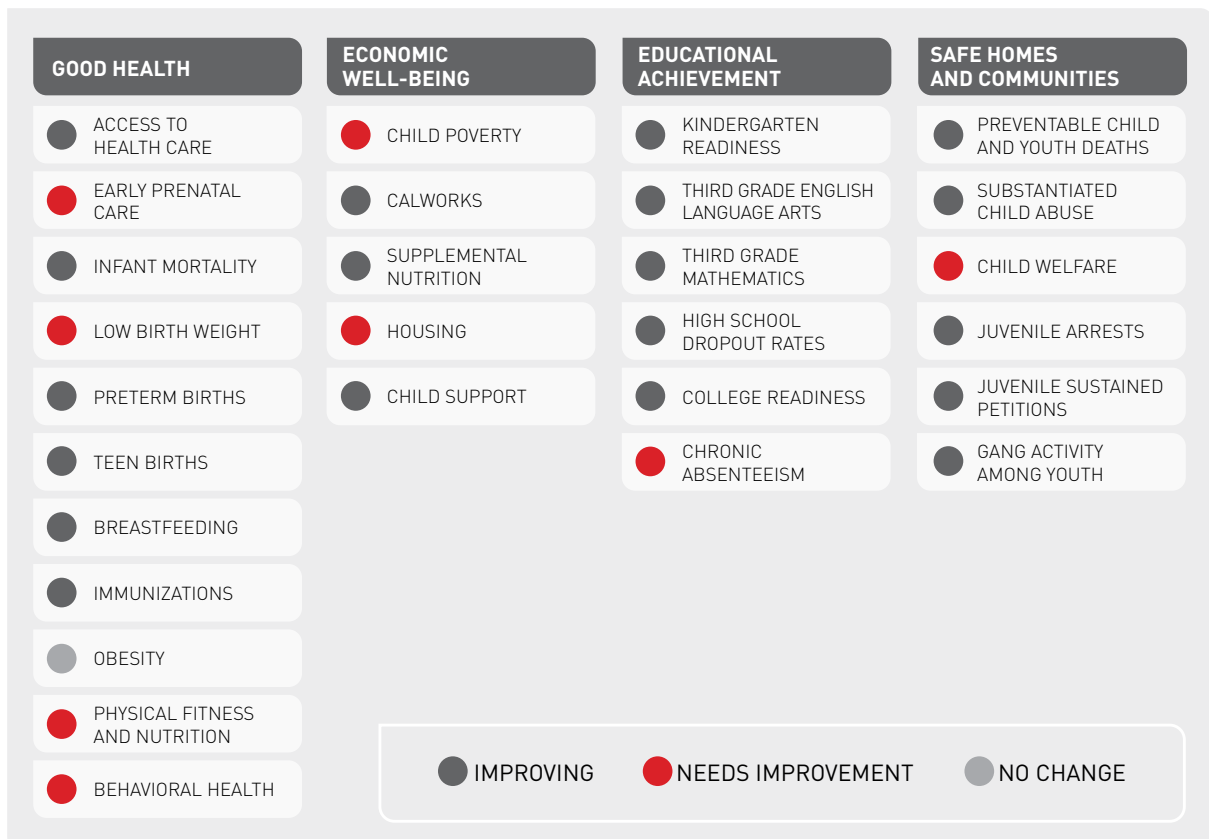 GOOD HEALTH
ACCESS TO
HEALTH CARE
EARLY PRENATAL
CARE
INFANT MORTALITY
LOW BIRTH WEIGHT
PRETERM BIRTHS
TEEN BIRTHS
BREASTFEEDING
IMMUNIZATIONS
OBESITY
PHYSICAL FITNESS
AND NUTRITION
BEHAVIORAL HEALTH
ECONOMIC
WELL-BEING
CHILD POVERTY
CALWORKS
SUPPLEMENTAL
NUTRITION
HOUSING
CHILD SUPPORT
EDUCATIONAL
ACHIEVEMENT
KINDERGARTEN
READINESS
THIRD GRADE ENGLISH
LANGUAGE ARTS
THIRD GRADE
MATHEMATICS
HIGH SCHOOL
DROPOUT RATES
COLLEGE READINESS
CHRONIC
ABSENTEEISM
SAFE HOMES
AND COMMUNITIES
PREVENTABLE CHILD
AND YOUTH DEATHS
SUBSTANTIATED
CHILD ABUSE
CHILD WELFARE
JUVENILE ARRESTS
JUVENILE SUSTAINED
PETITIONS
GANG ACTIVITY
AMONG YOUTH
IMPROVING
NEEDS IMPROVEMENT
NO CHANGE